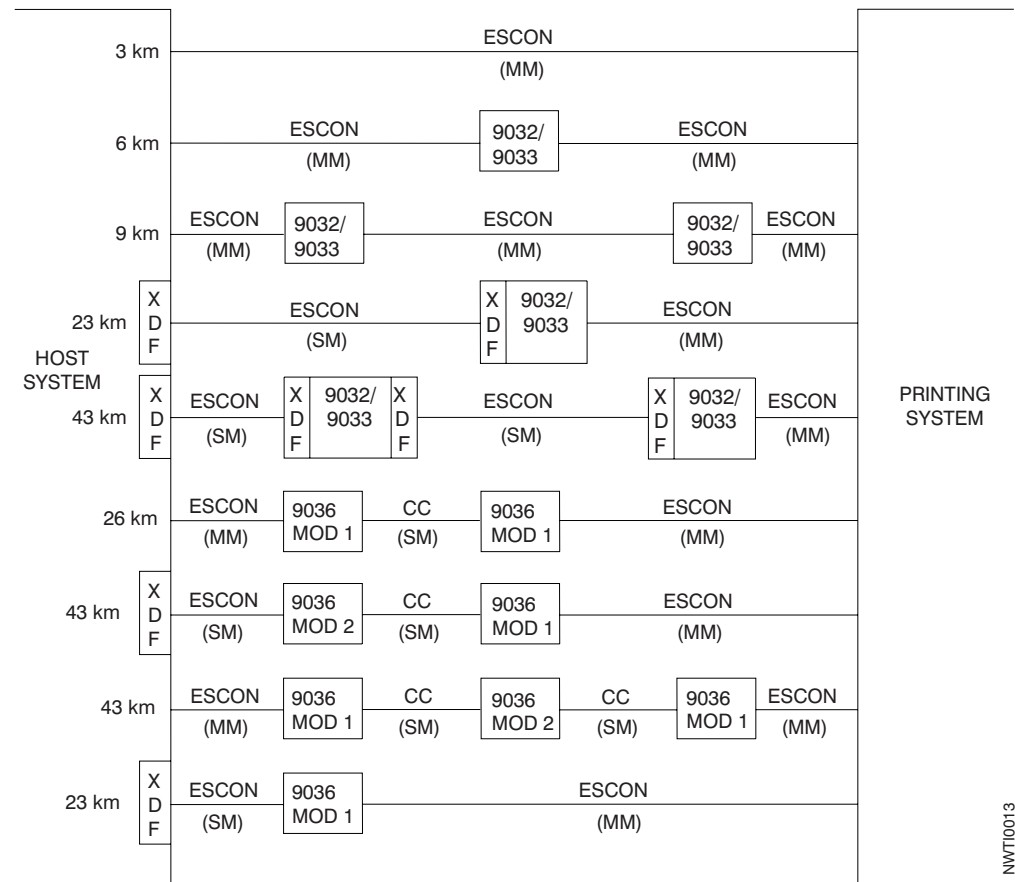 ESCON
3 km
(MM)
ESCON
9032/
ESCON
6 km
9033
(MM)
(MM)
ESCON
9032/
ESCON
9032/
ESCON
9 km
9033
9033
(MM)
(MM)
(MM)
X
D
F
23 km
ESCON
(SM)
X
D
F
9032/
9033
ESCON
(MM)
HOST
SYSTEM
PRINTING
SYSTEM
X
D
F
43 km
ESCON
(SM)
X
D
F
9032/
9033
X
D
F
ESCON
(SM)
X
D
F
9032/
9033
ESCON
(MM)
26 km
ESCON
(MM)
9036
MOD 1
CC
(SM)
9036
MOD 1
ESCON
(MM)
43 km
X
D
F
ESCON
(SM)
9036
MOD 2
CC
(SM)
9036
MOD 1
ESCON
(MM)
43 km
ESCON
(MM)
9036
MOD 1
CC
(SM)
9036
MOD 2
CC
(SM)
9036
MOD 1
ESCON
(MM)
23 km
X
D
F
ESCON
(SM)
9036
MOD 1
ESCON
(MM)
NWTI0013